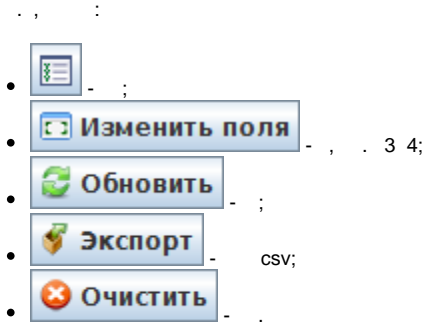 . , :
- ;
Изменить поля - , . 3 4;
Обновить - ;
Экспорт - csv;
Очистить - .